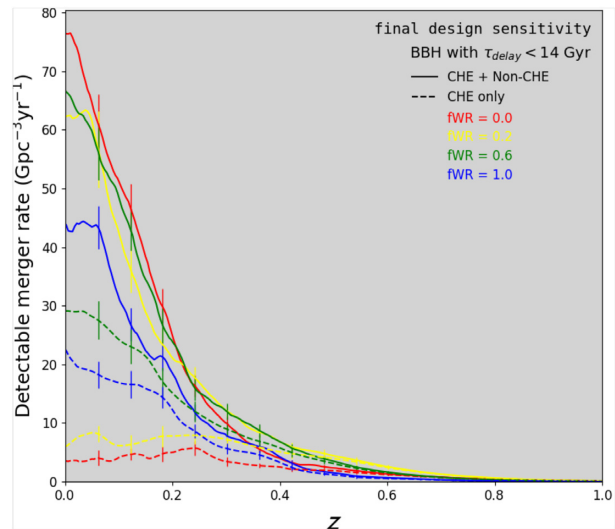 final design sensitivity
BBH with τ_delay < 14 Gyr
CHE + Non-CHE
CHE only
fWR = 0.0
fWR = 0.2
fWR = 0.6
fWR = 1.0
Detectable merger rate (Gpc⁻³yr⁻¹)
80
70
60
50
40
30
20
10
0
0.0 0.2 0.4 0.6 0.8 1.0
z